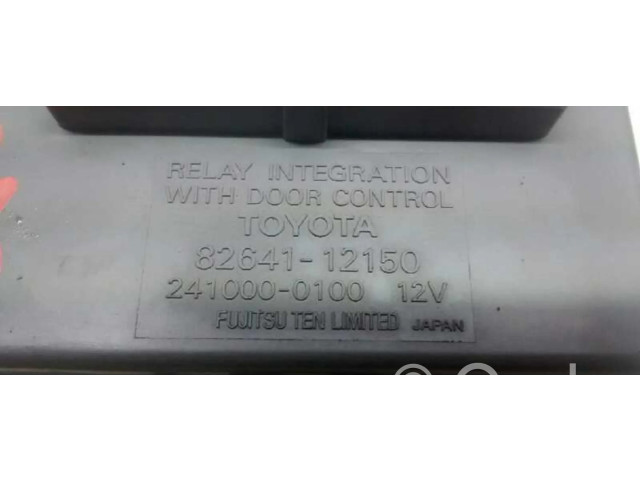 RELAY INTEGRATION
WITH DOOR CONTROL
TOYOTA
82641-12150
241000-0100 12V
FUJITSU TEN LIMITED JAPAN